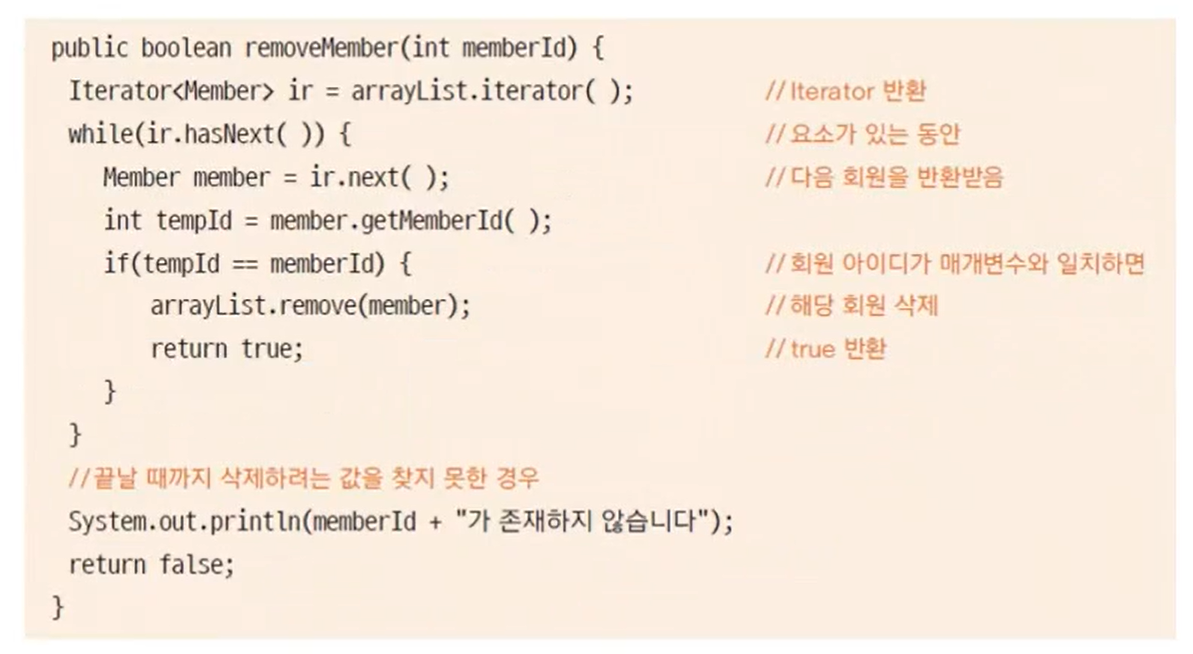 public boolean removeMember(int memberId) {
Iterator<Member> ir = arrayList.iterator( ); //Iterator 반환
while(ir.hasNext( )) { //요소가 있는 동안
Member member = ir.next( ); //다음 회원을 반환받음
int tempId = member.getMemberId( );
if(tempId == memberId) { //회원 아이디가 매개변수와 일치하면
arrayList.remove(member); //해당 회원 삭제
return true; //true 반환
}
}
//끝날 때까지 삭제하려는 값을 찾지 못한 경우
System.out.println(memberId + "가 존재하지 않습니다");
return false;
}